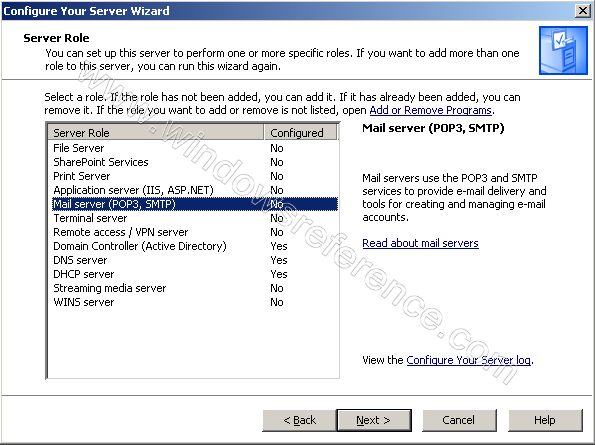 Configure Your Server Wizard
Server Role
You can set up this server to perform one or more specific roles. If you want to add more than one
role to this server, you can run this wizard again.
Select a role. If the role has not been added, you can add it. If it has already been added, you can
remove it. If the role you want to add or remove is not listed, open Add or Remove Programs.
Server Role Configured
File Server No
SharePoint Services No
Print Server No
Application server (IIS, ASP.NET) No
Mail server (POP3, SMTP) No
Terminal server No
Remote access / VPN server No
Domain Controller (Active Directory) Yes
DNS server Yes
DHCP server Yes
Streaming media server No
WINS server No
Mail server (POP3, SMTP)
Mail servers use the POP3 and SMTP
services to provide e-mail delivery and
tools for creating and managing e-mail
accounts.
Read about mail servers
View the Configure Your Server log.
< Back Next > Cancel Help
www.windowsreference.com